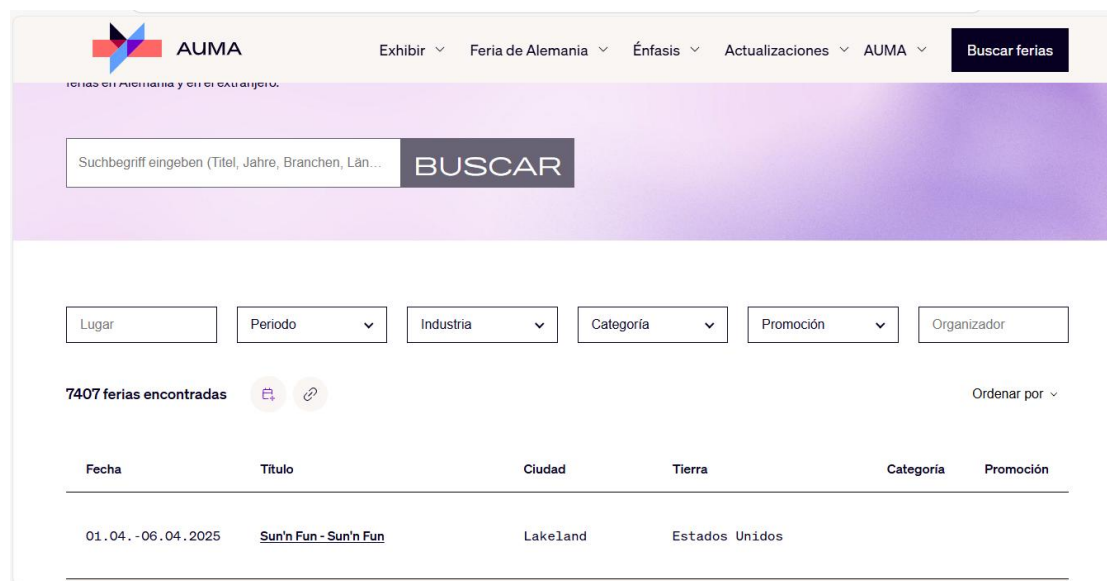 AUMA
Exhibir Feria de Alemania Énfasis Actualizaciones AUMA Buscar ferias
ferias en Alemania y en el extranjero.
Suchbegriff eingeben (Titel, Jahre, Branchen, Län... BUSCAR
Lugar Periodo Industria Categoría Promoción Organizador
7407 ferias encontradas Ordenar por
Fecha Título Ciudad Tierra Categoría Promoción
01.04.-06.04.2025 Sun'n Fun - Sun'n Fun Lakeland Estados Unidos